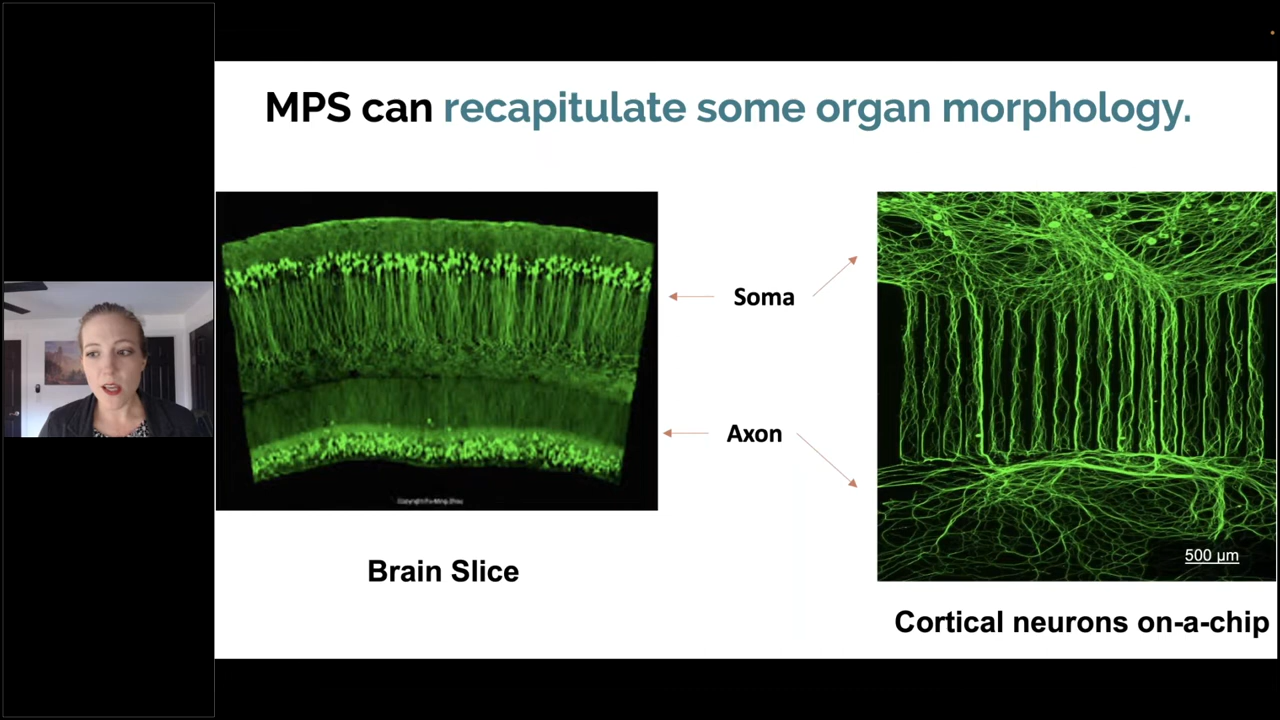 MPS can recapitulate some organ morphology.
Soma
Axon
500 µm
Brain Slice
Cortical neurons on-a-chip